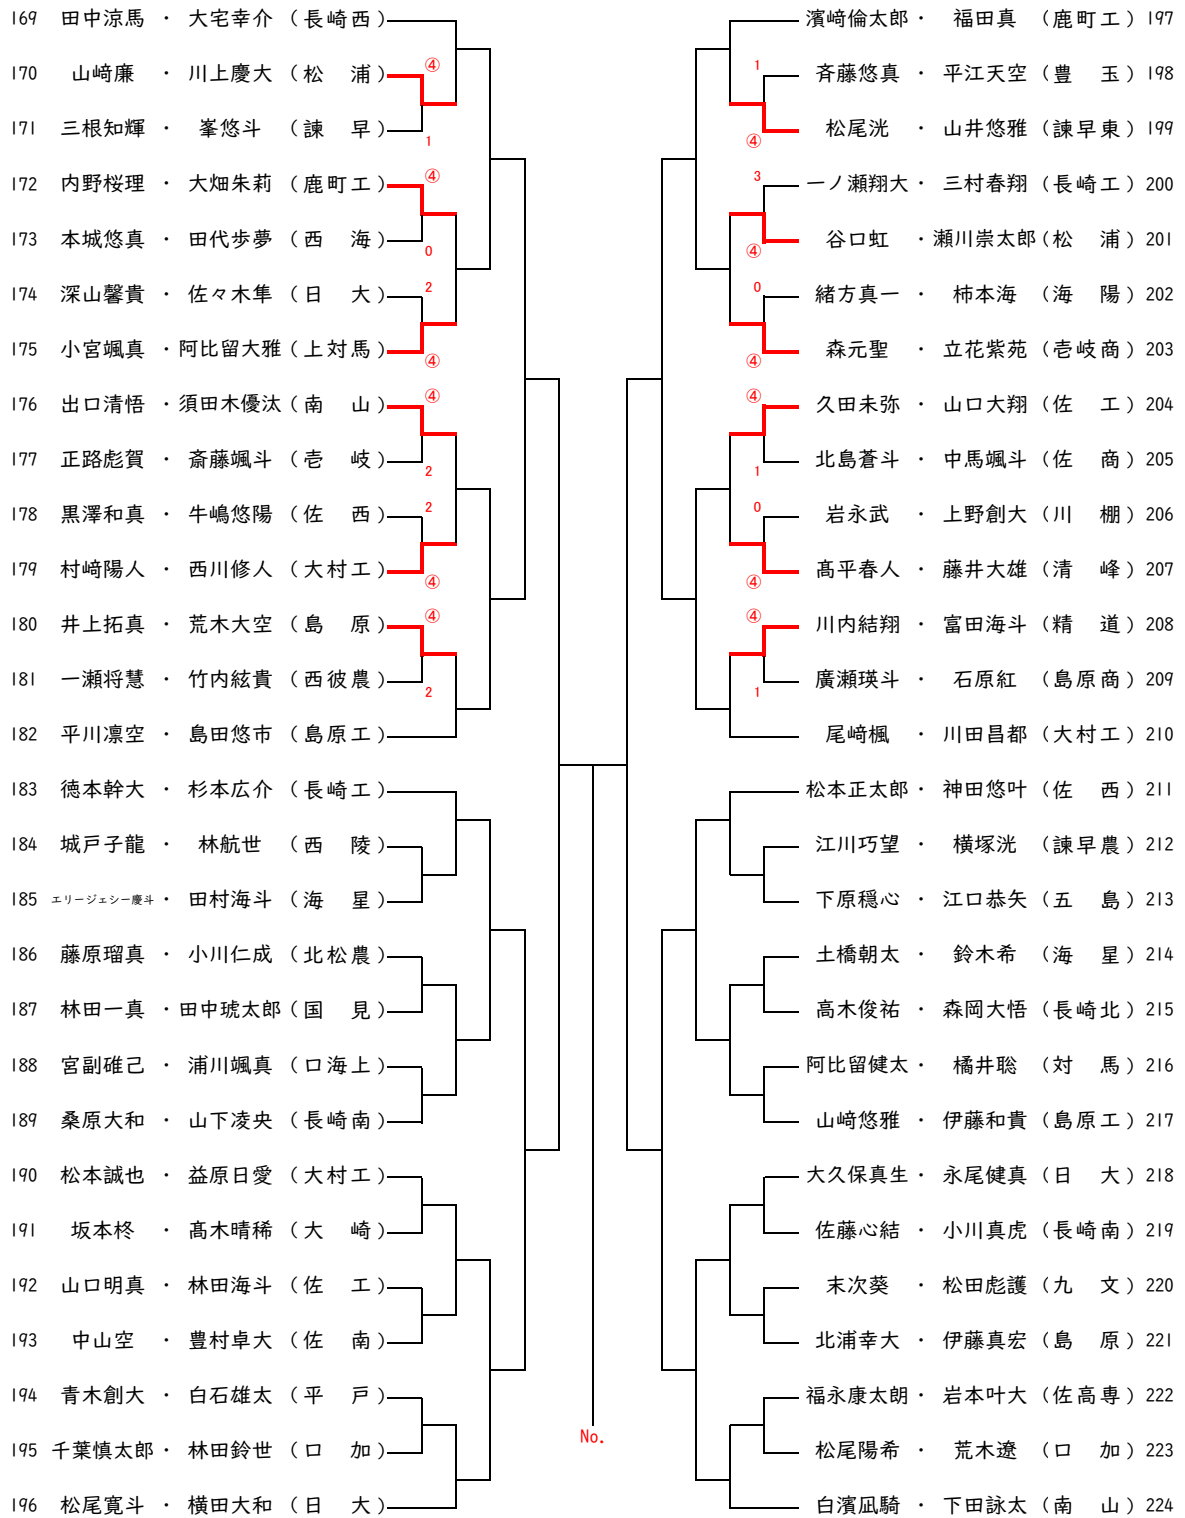 169 田中涼馬 ・ 大宅幸介 (長崎西)
170 山﨑廉 ・ 川上慶大 (松 浦) ④
171 三根知輝 ・ 峯悠斗 (諫 早) 1
172 内野桜理 ・ 大畑朱莉 (鹿町工) ④
173 本城悠真 ・ 田代歩夢 (西 海) 0
174 深山馨貴 ・ 佐々木隼 (日 大) 2
175 小宮颯真 ・ 阿比留大雅 (上対馬) ④
176 出口清悟 ・ 須田木優汰 (南 山) ④
177 正路彪賀 ・ 斎藤颯斗 (壱 岐) 2
178 黒澤和真 ・ 牛嶋悠陽 (佐 西) 2
179 村﨑陽人 ・ 西川修人 (大村工) ④
180 井上拓真 ・ 荒木大空 (島 原) ④
181 一瀬将慧 ・ 竹内絃貴 (西彼農) 2
182 平川凛空 ・ 島田悠市 (島原工)
183 徳本幹大 ・ 杉本広介 (長崎工)
184 城戸子龍 ・ 林航世 (西 陵)
185 エリージェシー慶斗 ・ 田村海斗 (海 星)
186 藤原瑠真 ・ 小川仁成 (北松農)
187 林田一真 ・ 田中琥太郎 (国 見)
188 宮副碓己 ・ 浦川颯真 (口海上)
189 桑原大和 ・ 山下凌央 (長崎南)
190 松本誠也 ・ 益原日愛 (大村工)
191 坂本柊 ・ 髙木晴稀 (大 崎)
192 山口明真 ・ 林田海斗 (佐 工)
193 中山空 ・ 豊村卓大 (佐 南)
194 青木創大 ・ 白石雄太 (平 戸)
195 千葉慎太郎 ・ 林田鈴世 (口 加)
196 松尾寛斗 ・ 横田大和 (日 大)
No.
濱﨑倫太郎 ・ 福田真 (鹿町工) 197
1 斉藤悠真 ・ 平江天空 (豊 玉) 198
④ 松尾洸 ・ 山井悠雅 (諫早東) 199
3 一ノ瀬翔大 ・ 三村春翔 (長崎工) 200
④ 谷口虹 ・ 瀬川崇太郎 (松 浦) 201
0 緒方真一 ・ 柿本海 (海 陽) 202
④ 森元聖 ・ 立花紫苑 (壱岐商) 203
④ 久田未弥 ・ 山口大翔 (佐 工) 204
1 北島蒼斗 ・ 中馬颯斗 (佐 商) 205
0 岩永武 ・ 上野創大 (川 棚) 206
④ 髙平春人 ・ 藤井大雄 (清 峰) 207
④ 川内結翔 ・ 富田海斗 (精 道) 208
1 廣瀬瑛斗 ・ 石原紅 (島原商) 209
尾﨑楓 ・ 川田昌都 (大村工) 210
松本正太郎 ・ 神田悠叶 (佐 西) 211
江川巧望 ・ 横塚洸 (諫早農) 212
下原穏心 ・ 江口恭矢 (五 島) 213
土橋朝太 ・ 鈴木希 (海 星) 214
高木俊祐 ・ 森岡大悟 (長崎北) 215
阿比留健太 ・ 橘井聡 (対 馬) 216
山﨑悠雅 ・ 伊藤和貴 (島原工) 217
大久保真生 ・ 永尾健真 (日 大) 218
佐藤心結 ・ 小川真虎 (長崎南) 219
末次葵 ・ 松田彪護 (九 文) 220
北浦幸大 ・ 伊藤真宏 (島 原) 221
福永康太朗 ・ 岩本叶大 (佐高専) 222
松尾陽希 ・ 荒木遼 (口 加) 223
白濱凪騎 ・ 下田詠太 (南 山) 224